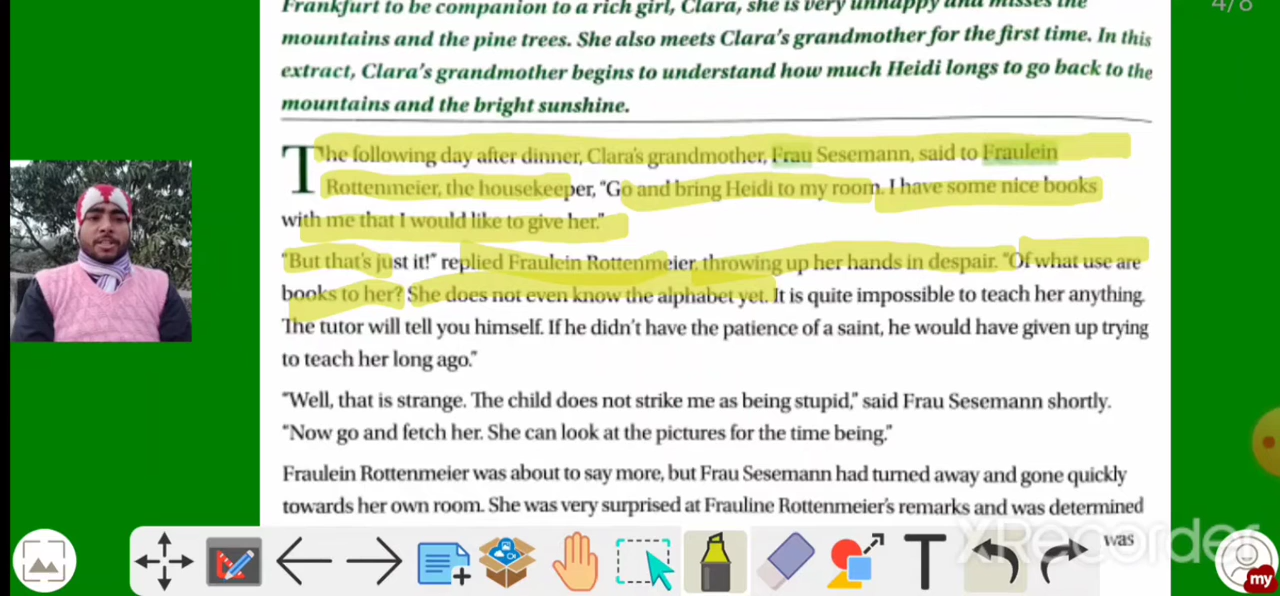 Frankfurt to be companion to a rich girl, Clara, she is very unhappy and misses the
4/8
mountains and the pine trees. She also meets Clara's grandmother for the first time. In this
extract, Clara's grandmother begins to understand how much Heidi longs to go back to the
mountains and the bright sunshine.
The following day after dinner, Clara's grandmother, Frau Sesemann, said to Fraulein
Rottenmeier, the housekeeper, "Go and bring Heidi to my room. I have some nice books
with me that I would like to give her."
"But that's just it!" replied Fraulein Rottenmeier, throwing up her hands in despair. "Of what use are
books to her? She does not even know the alphabet yet. It is quite impossible to teach her anything.
The tutor will tell you himself. If he didn't have the patience of a saint, he would have given up trying
to teach her long ago."
"Well, that is strange. The child does not strike me as being stupid," said Frau Sesemann shortly.
"Now go and fetch her. She can look at the pictures for the time being."
Fraulein Rottenmeier was about to say more, but Frau Sesemann had turned away and gone quickly
towards her own room. She was very surprised at Frauline Rottenmeier's remarks and was determined
was
XRecorder
T
my